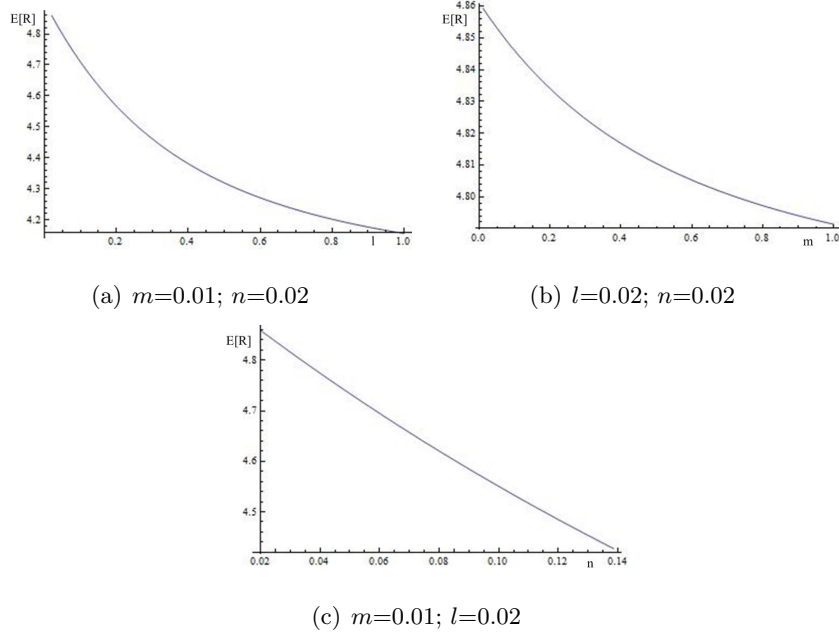 E[R]
4.8
4.7
4.6
4.5
4.4
4.3
4.2
0.2 0.4 0.6 0.8 l 1.0
(a) m=0.01; n=0.02
4.86
E[R]
4.85
4.84
4.83
4.82
4.81
4.80
0.0 0.2 0.4 0.6 0.8 m 1.0
(b) l=0.02; n=0.02
E[R]
4.8
4.7
4.6
4.5
0.02 0.04 0.06 0.08 0.10 0.12 n 0.14
(c) m=0.01; l=0.02